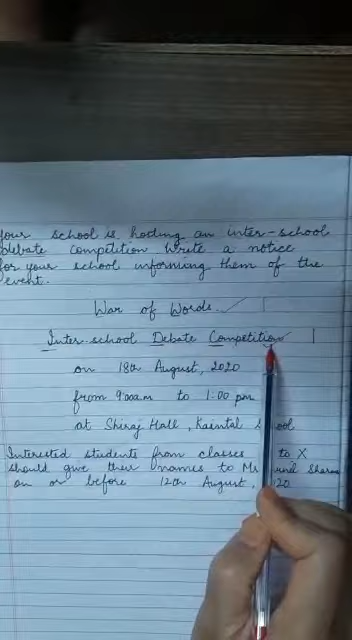 your school is hosting an inter-school
debate competition Write a notice
for your school informing them of the
event.
War of Words
Inter-school Debate Competition
on 18th August, 2020
from 9:00am to 1:00 pm
at Shiraj Hall, Kaintal
Interested students from classes to X
should give their names to Mr
on or before 12th August,